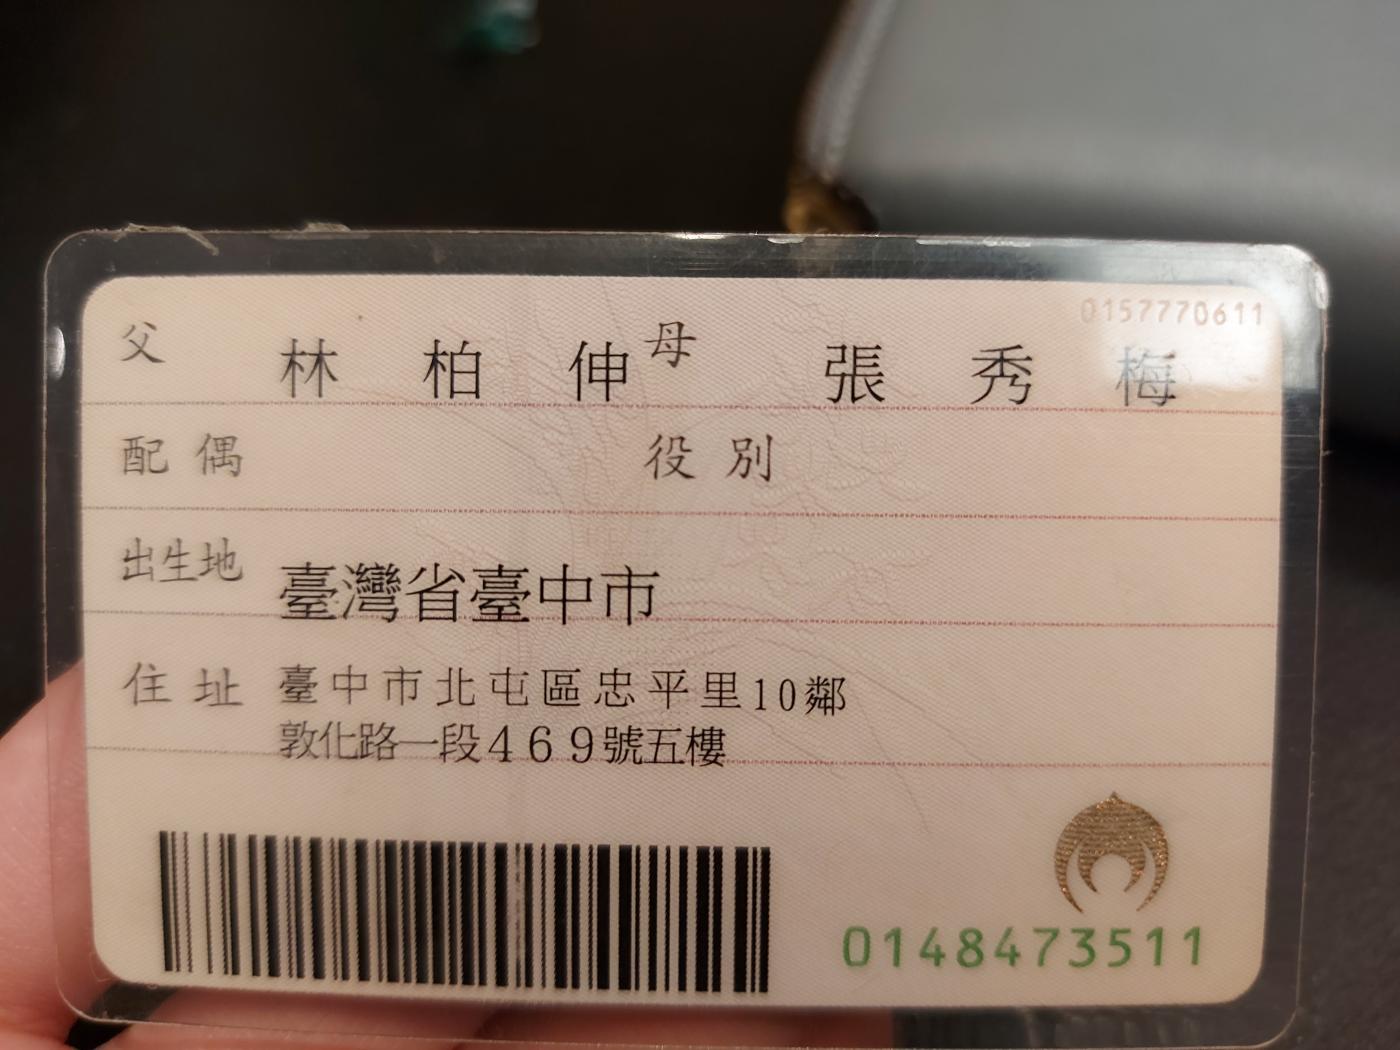 0157770611
父 林柏伸 母 張秀梅
配偶 役別
出生地 臺灣省臺中市
住址 臺中市北屯區忠平里10鄰
敦化路一段469號五樓
0148473511